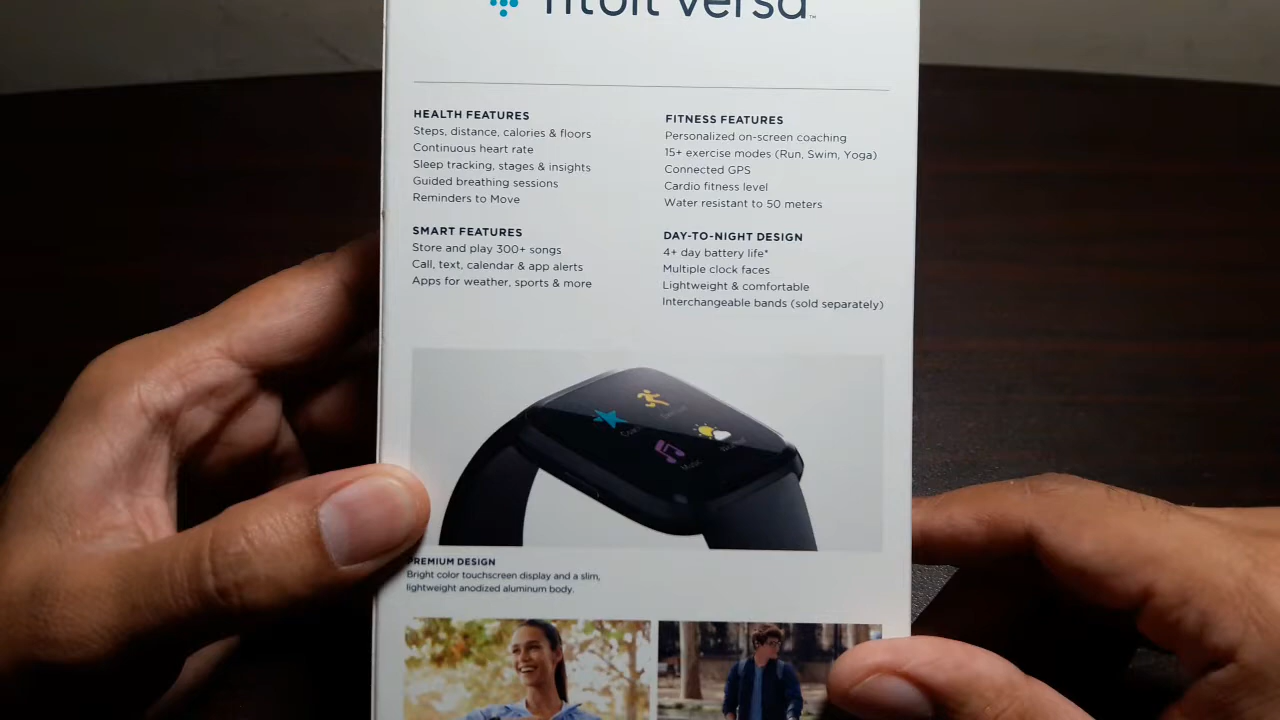 fitbit versa™
HEALTH FEATURES
Steps, distance, calories & floors
Continuous heart rate
Sleep tracking, stages & insights
Guided breathing sessions
Reminders to Move
SMART FEATURES
Store and play 300+ songs
Call, text, calendar & app alerts
Apps for weather, sports & more
FITNESS FEATURES
Personalized on-screen coaching
15+ exercise modes (Run, Swim, Yoga)
Connected GPS
Cardio fitness level
Water resistant to 50 meters
DAY-TO-NIGHT DESIGN
4+ day battery life*
Multiple clock faces
Lightweight & comfortable
Interchangeable bands (sold separately)
Music
PREMIUM DESIGN
Bright color touchscreen display and a slim,
lightweight anodized aluminum body.